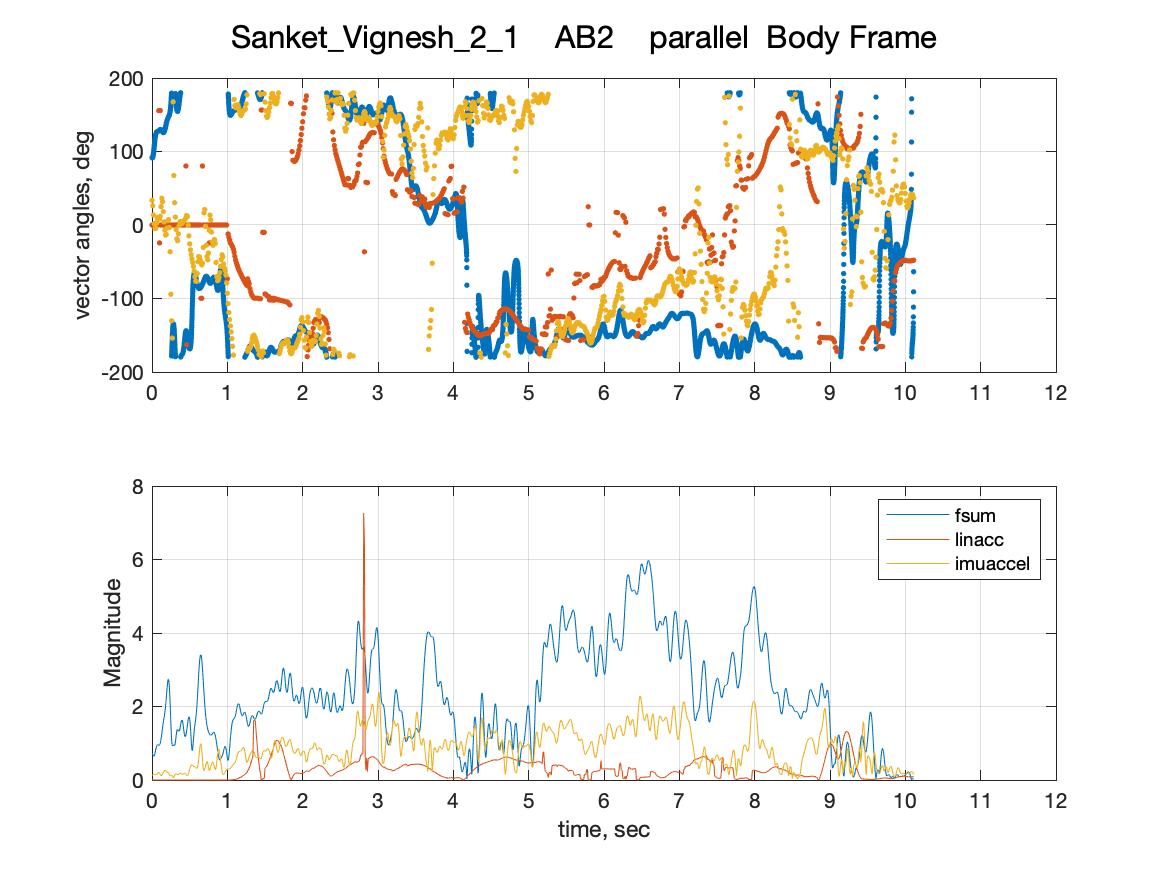 Sanket_Vignesh_2_1 AB2 parallel Body Frame
vector angles, deg
200
100
0
-100
-200
0 1 2 3 4 5 6 7 8 9 10 11 12
Magnitude
8
6
4
2
0
fsum
linacc
imuaccel
0 1 2 3 4 5 6 7 8 9 10 11 12
time, sec